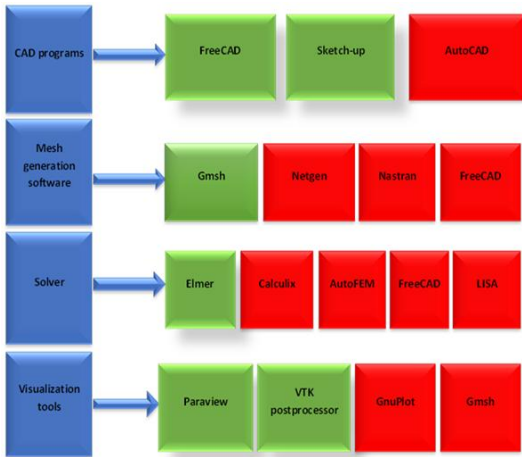 CAD programs
FreeCAD
Sketch-up
AutoCAD
Mesh
generation
software
Gmsh
Netgen
Nastran
FreeCAD
Solver
Elmer
Calculix
AutoFEM
FreeCAD
LISA
Visualization
tools
Paraview
VTK
postprocessor
GnuPlot
Gmsh